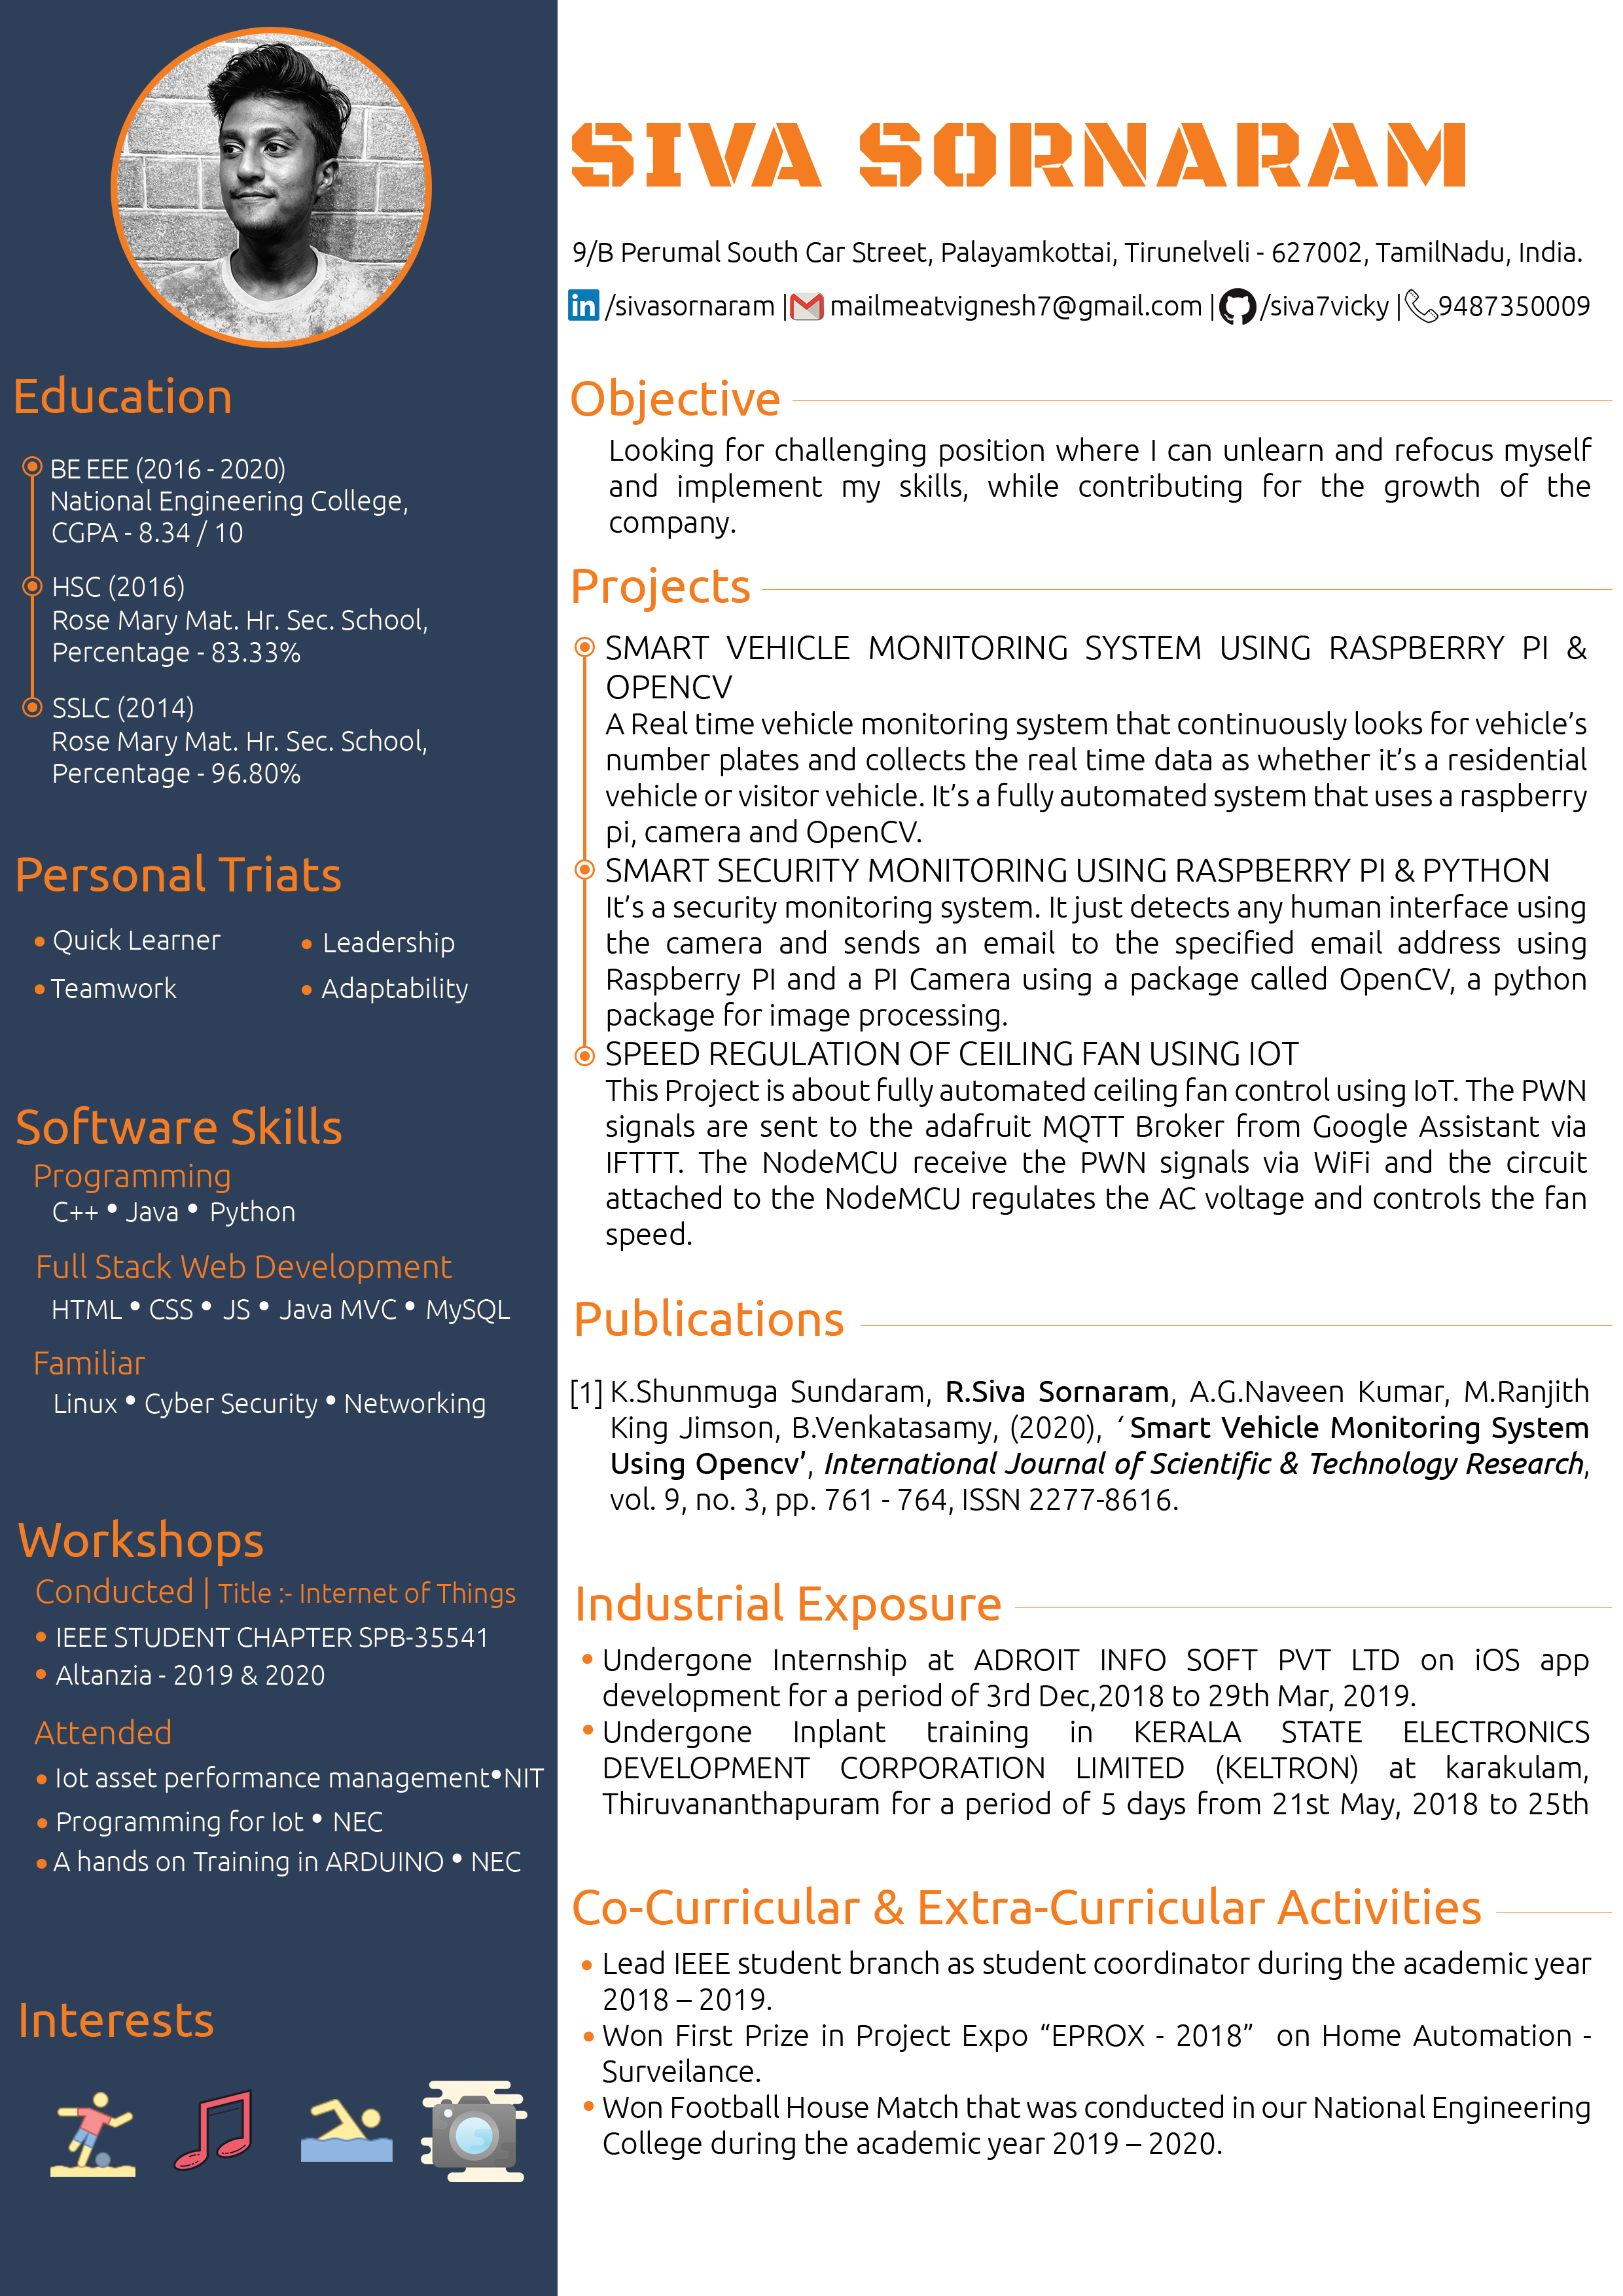 SIVA SORNARAM
9/B Perumal South Car Street, Palayamkottai, Tirunelveli - 627002, TamilNadu, India.
in /sivasornaram | mailmeatvignesh7@gmail.com | /siva7vicky | 9487350009
Education
BE EEE (2016 - 2020)
National Engineering College,
CGPA - 8.34 / 10
HSC (2016)
Rose Mary Mat. Hr. Sec. School,
Percentage - 83.33%
SSLC (2014)
Rose Mary Mat. Hr. Sec. School,
Percentage - 96.80%
Personal Triats
• Quick Learner
• Leadership
• Teamwork
• Adaptability
Software Skills
Programming
C++ • Java • Python
Full Stack Web Development
HTML • CSS • JS • Java MVC • MySQL
Familiar
Linux • Cyber Security • Networking
Workshops
Conducted | Title :- Internet of Things
• IEEE STUDENT CHAPTER SPB-35541
• Altanzia - 2019 & 2020
Attended
• Iot asset performance management•NIT
• Programming for Iot • NEC
• A hands on Training in ARDUINO • NEC
Interests
Objective
Looking for challenging position where I can unlearn and refocus myself
and implement my skills, while contributing for the growth of the
company.
Projects
SMART VEHICLE MONITORING SYSTEM USING RASPBERRY PI &
OPENCV
A Real time vehicle monitoring system that continuously looks for vehicle’s
number plates and collects the real time data as whether it’s a residential
vehicle or visitor vehicle. It’s a fully automated system that uses a raspberry
pi, camera and OpenCV.
SMART SECURITY MONITORING USING RASPBERRY PI & PYTHON
It’s a security monitoring system. It just detects any human interface using
the camera and sends an email to the specified email address using
Raspberry PI and a PI Camera using a package called OpenCV, a python
package for image processing.
SPEED REGULATION OF CEILING FAN USING IOT
This Project is about fully automated ceiling fan control using IoT. The PWN
signals are sent to the adafruit MQTT Broker from Google Assistant via
IFTTT. The NodeMCU receive the PWN signals via WiFi and the circuit
attached to the NodeMCU regulates the AC voltage and controls the fan
speed.
Publications
[1] K.Shunmuga Sundaram, R.Siva Sornaram, A.G.Naveen Kumar, M.Ranjith
King Jimson, B.Venkatasamy, (2020), ‘ Smart Vehicle Monitoring System
Using Opencv’, International Journal of Scientific & Technology Research,
vol. 9, no. 3, pp. 761 - 764, ISSN 2277-8616.
Industrial Exposure
• Undergone Internship at ADROIT INFO SOFT PVT LTD on iOS app
development for a period of 3rd Dec,2018 to 29th Mar, 2019.
• Undergone Inplant training in KERALA STATE ELECTRONICS
DEVELOPMENT CORPORATION LIMITED (KELTRON) at karakulam,
Thiruvananthapuram for a period of 5 days from 21st May, 2018 to 25th
Co-Curricular & Extra-Curricular Activities
• Lead IEEE student branch as student coordinator during the academic year
2018 – 2019.
• Won First Prize in Project Expo “EPROX - 2018” on Home Automation -
Surveilance.
• Won Football House Match that was conducted in our National Engineering
College during the academic year 2019 – 2020.